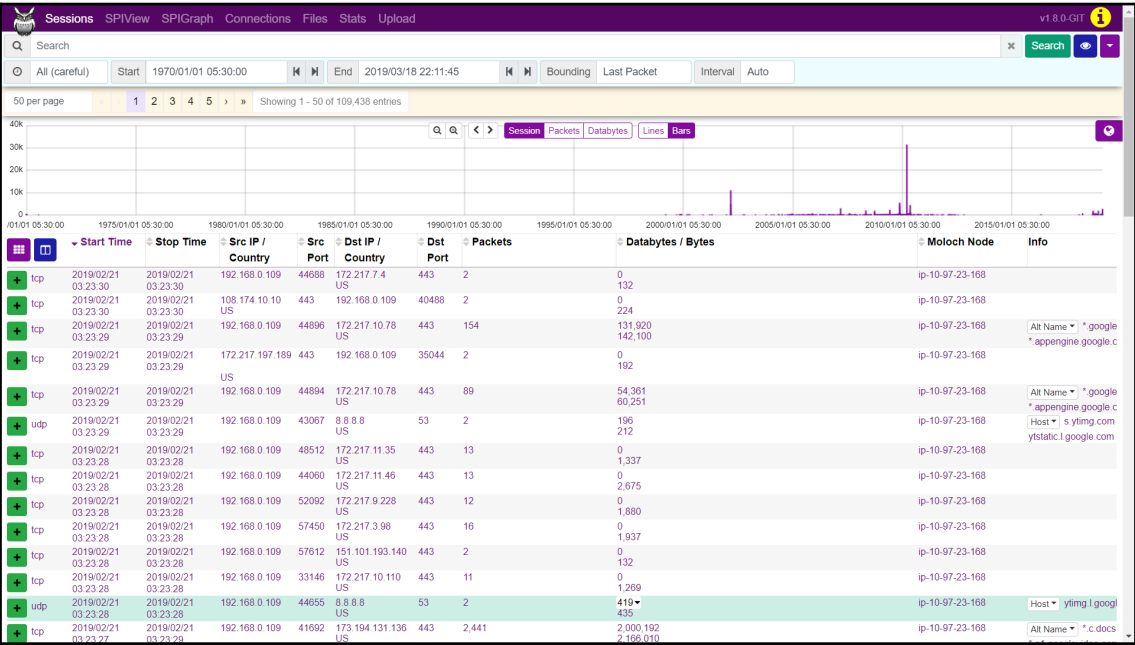 Sessions SPIView SPIGraph Connections Files Stats Upload v1.8.0-GIT i
Search Search
All (careful) Start 1970/01/01 05:30:00 End 2019/03/18 22:11:45 Bounding Last Packet Interval Auto
50 per page « ‹ 1 2 3 4 5 › » Showing 1 - 50 of 109,438 entries
40k Session Packets Databytes Lines Bars
30k
20k
10k
0
/01/01 05:30:00 1975/01/01 05:30:00 1980/01/01 05:30:00 1985/01/01 05:30:00 1990/01/01 05:30:00 1995/01/01 05:30:00 2000/01/01 05:30:00 2005/01/01 05:30:00 2010/01/01 05:30:00 2015/01/01 05:30:00
Start Time Stop Time Src IP / Src Dst IP / Dst Packets Databytes / Bytes Moloch Node Info
Country Port Country Port
tcp 2019/02/21 2019/02/21 192.168.0.109 44688 172.217.7.4 443 2 0 ip-10-97-23-168
03:23:30 03:23:30 US 132
tcp 2019/02/21 2019/02/21 108.174.10.10 443 192.168.0.109 40488 2 0 ip-10-97-23-168
03:23:30 03:23:30 US 224
tcp 2019/02/21 2019/02/21 192.168.0.109 44896 172.217.10.78 443 154 131,920 ip-10-97-23-168 Alt Name *.google
03:23:29 03:23:29 US 142,100 *.appengine.google.c
tcp 2019/02/21 2019/02/21 172.217.197.189 443 192.168.0.109 35044 2 0 ip-10-97-23-168
03:23:29 03:23:29 192
US
tcp 2019/02/21 2019/02/21 192.168.0.109 44894 172.217.10.78 443 89 54,361 ip-10-97-23-168 Alt Name *.google
03:23:29 03:23:29 US 60,251 *.appengine.google.c
udp 2019/02/21 2019/02/21 192.168.0.109 43067 8.8.8.8 53 2 196 ip-10-97-23-168 Host s.ytimg.com
03:23:29 03:23:29 US 212 ytstatic.l.google.com
tcp 2019/02/21 2019/02/21 192.168.0.109 48512 172.217.11.35 443 13 0 ip-10-97-23-168
03:23:28 03:23:28 US 1,337
tcp 2019/02/21 2019/02/21 192.168.0.109 44060 172.217.11.46 443 13 0 ip-10-97-23-168
03:23:28 03:23:28 US 2,675
tcp 2019/02/21 2019/02/21 192.168.0.109 52092 172.217.9.228 443 12 0 ip-10-97-23-168
03:23:28 03:23:28 US 1,880
tcp 2019/02/21 2019/02/21 192.168.0.109 57450 172.217.3.98 443 16 0 ip-10-97-23-168
03:23:28 03:23:28 US 1,937
tcp 2019/02/21 2019/02/21 192.168.0.109 57612 151.101.193.140 443 2 0 ip-10-97-23-168
03:23:28 03:23:28 US 132
tcp 2019/02/21 2019/02/21 192.168.0.109 33146 172.217.10.110 443 11 0 ip-10-97-23-168
03:23:28 03:23:28 US 1,269
udp 2019/02/21 2019/02/21 192.168.0.109 44655 8.8.8.8 53 2 419 ip-10-97-23-168 Host ytimg.l.googl
03:23:28 03:23:28 US 435
tcp 2019/02/21 2019/02/21 192.168.0.109 41692 173.194.131.136 443 2,441 2,000,192 ip-10-97-23-168 Alt Name *.c.docs
03:23:27 03:23:29 US 2,166,010